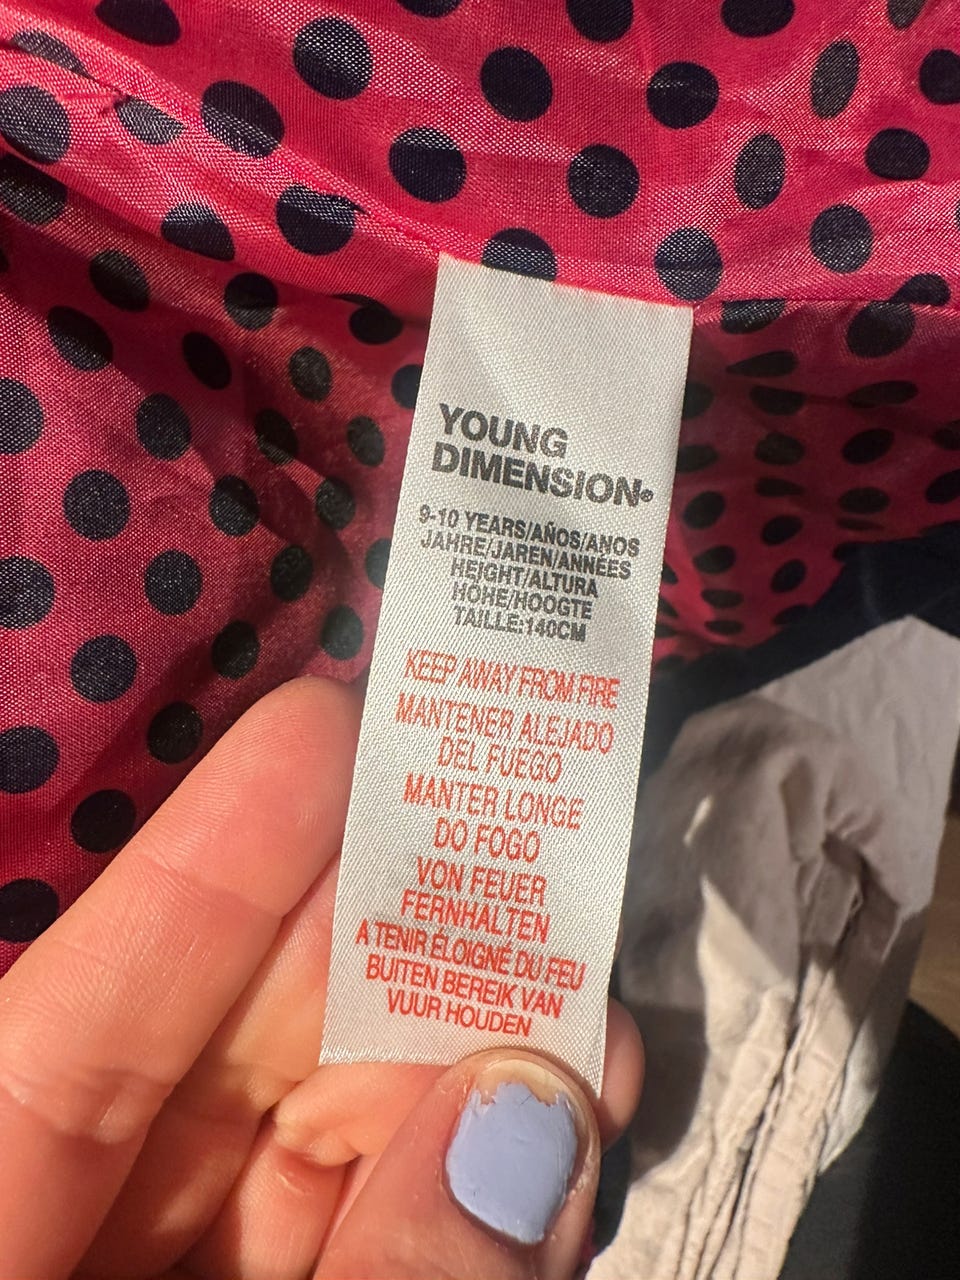 YOUNG
DIMENSION®
9-10 YEARS/AÑOS/ANOS
JAHRE/JAREN/ANNÉES
HEIGHT/ALTURA
HÖHE/HOOGTE
TAILLE:140CM
KEEP AWAY FROM FIRE
MANTENER ALEJADO
DEL FUEGO
MANTER LONGE
DO FOGO
VON FEUER
FERNHALTEN
A TENIR ÉLOIGNÉ DU FEU
BUITEN BEREIK VAN
VUUR HOUDEN